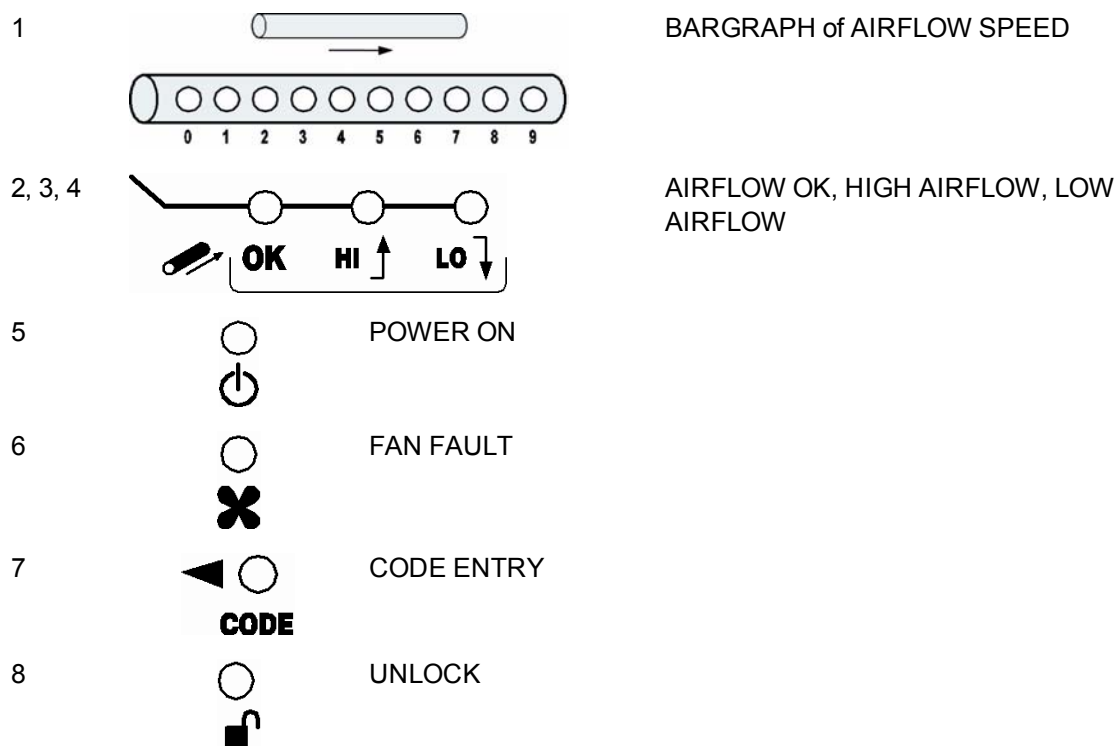 1 BARGRAPH of AIRFLOW SPEED
0 1 2 3 4 5 6 7 8 9
2, 3, 4 AIRFLOW OK, HIGH AIRFLOW, LOW
AIRFLOW
OK HI LO
5 POWER ON
6 FAN FAULT
7 CODE ENTRY
CODE
8 UNLOCK